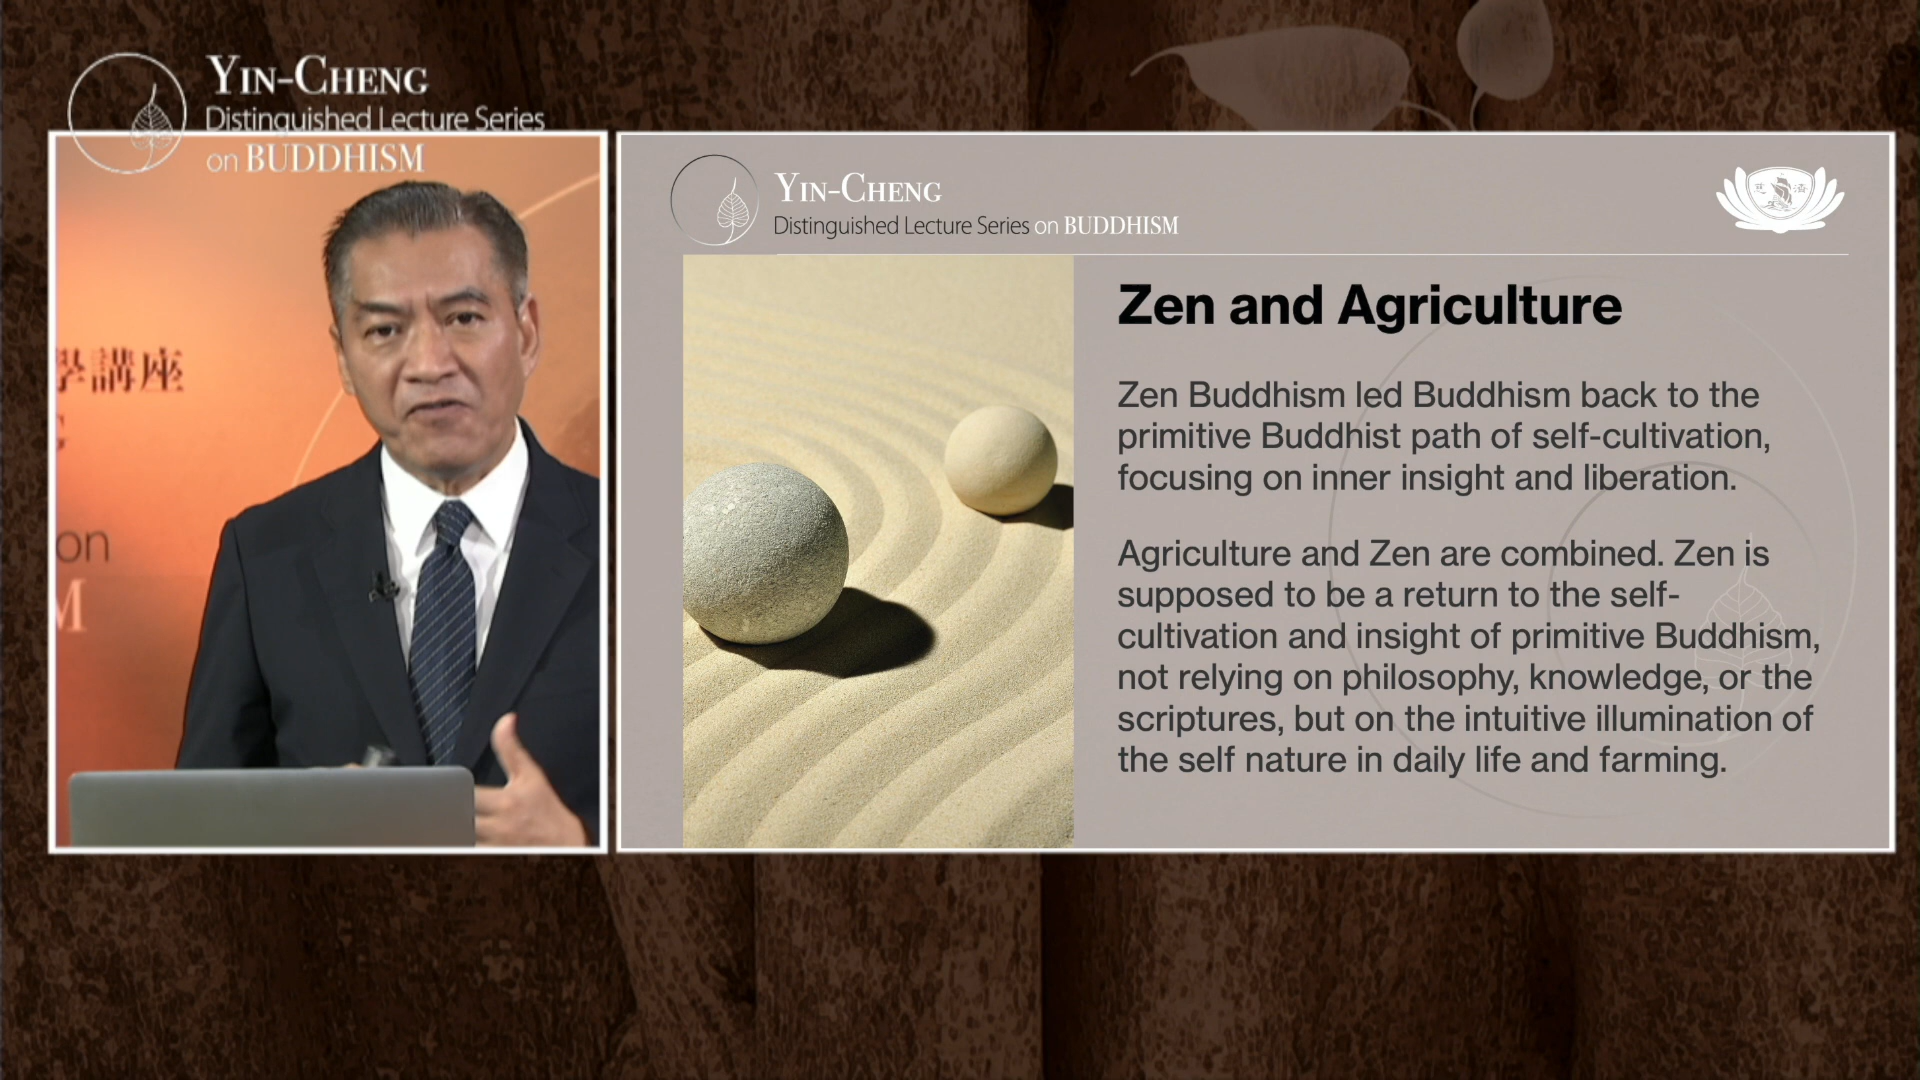 YIN-CHENG
Distinguished Lecture Series
on BUDDHISM
學講座
on
M
YIN-CHENG
Distinguished Lecture Series on BUDDHISM
慈濟
Zen and Agriculture
Zen Buddhism led Buddhism back to the
primitive Buddhist path of self-cultivation,
focusing on inner insight and liberation.
Agriculture and Zen are combined. Zen is
supposed to be a return to the self-
cultivation and insight of primitive Buddhism,
not relying on philosophy, knowledge, or the
scriptures, but on the intuitive illumination of
the self nature in daily life and farming.